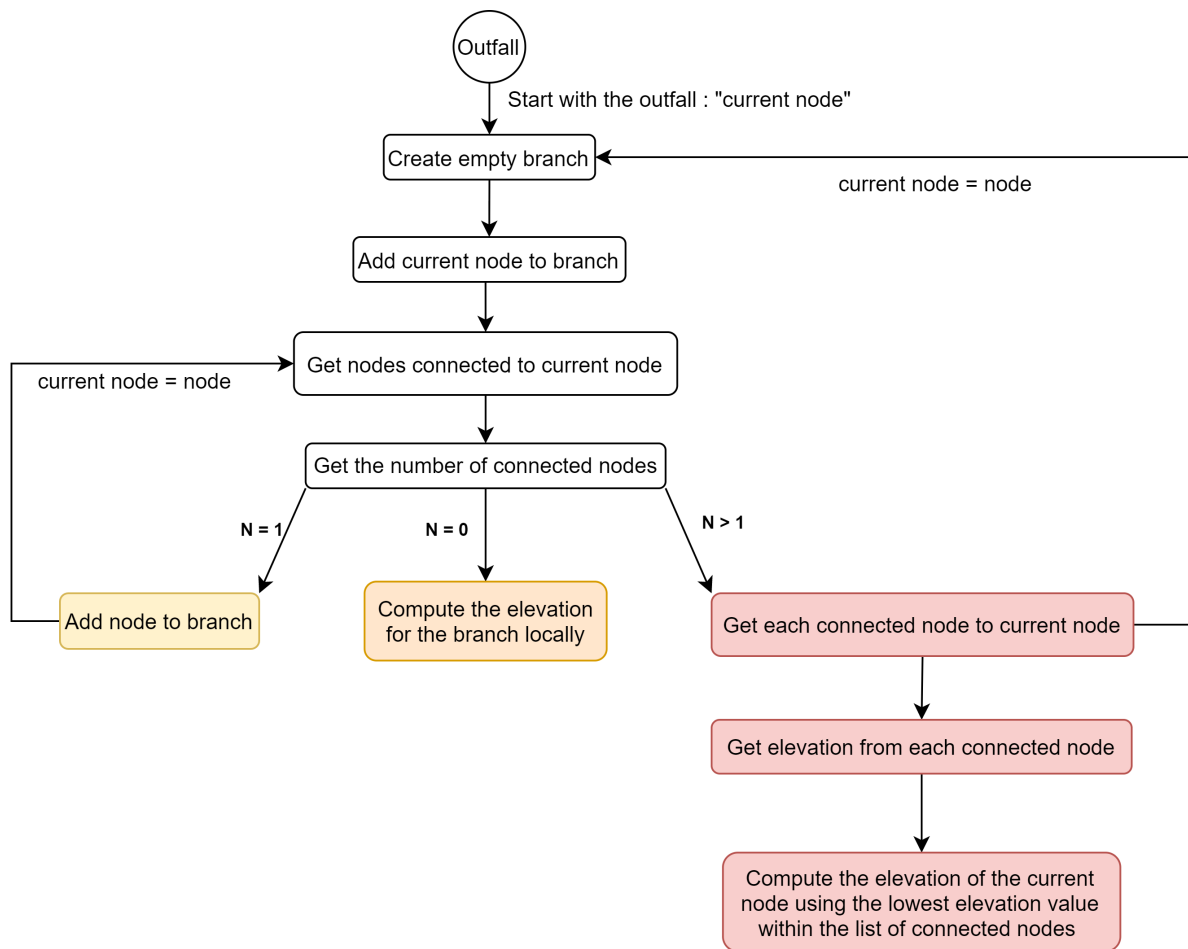 Outfall
Start with the outfall : "current node"
Create empty branch
current node = node
Add current node to branch
Get nodes connected to current node
current node = node
Get the number of connected nodes
N = 1
N = 0
N > 1
Add node to branch
Compute the elevation
for the branch locally
Get each connected node to current node
Get elevation from each connected node
Compute the elevation of the current
node using the lowest elevation value
within the list of connected nodes